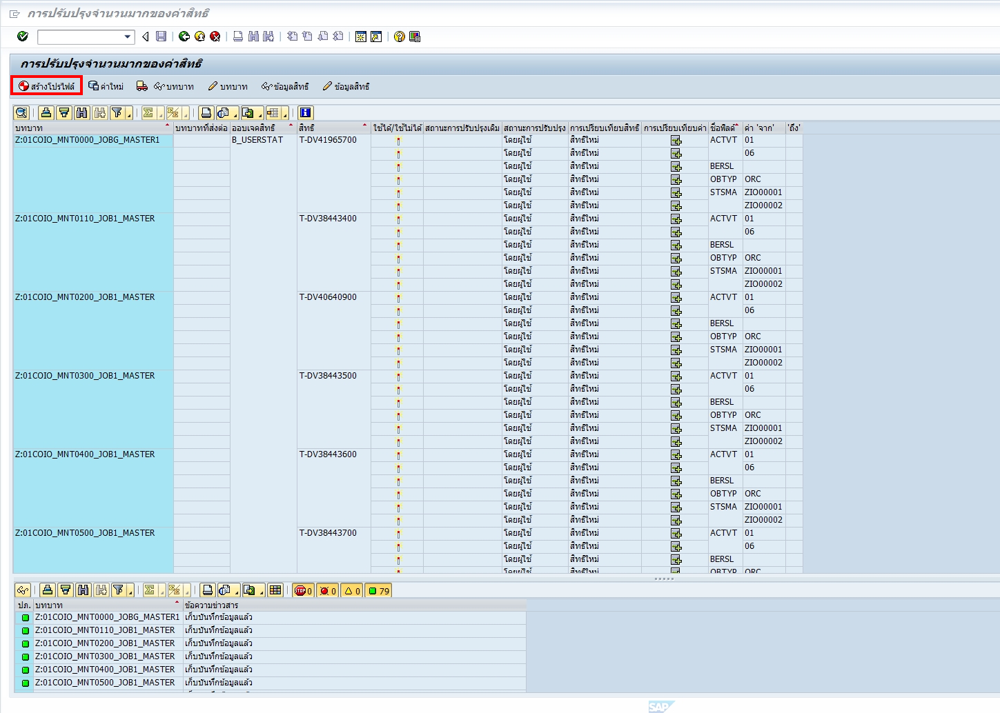 การปรับปรุงจำนวนมากของค่าสิทธิ
การปรับปรุงจำนวนมากของค่าสิทธิ
สร้างโปรไฟล์ ค่าใหม่ บทบาท บทบาท ข้อมูลสิทธิ ข้อมูลสิทธิ
บทบาท บทบาทที่ส่งต่อ ออบเจคสิทธิ สิทธิ ใช้ได้/ใช้ไม่ได้ สถานะการปรับปรุงเดิม สถานะการปรับปรุง การเปรียบเทียบสิทธิ การเปรียบเทียบค่า ชื่อฟิลด์ ค่า 'จาก' 'ถึง'
Z:01COIO_MNT0000_JOBG_MASTER1 B_USERSTAT T-DV41965700 โดยผู้ใช้ สิทธิใหม่ ACTVT 01
โดยผู้ใช้ สิทธิใหม่ 06
โดยผู้ใช้ สิทธิใหม่ BERSL
โดยผู้ใช้ สิทธิใหม่ OBTYP ORC
โดยผู้ใช้ สิทธิใหม่ STSMA ZIO00001
โดยผู้ใช้ สิทธิใหม่ ZIO00002
Z:01COIO_MNT0110_JOB1_MASTER T-DV38443400 โดยผู้ใช้ สิทธิใหม่ ACTVT 01
โดยผู้ใช้ สิทธิใหม่ 06
โดยผู้ใช้ สิทธิใหม่ BERSL
โดยผู้ใช้ สิทธิใหม่ OBTYP ORC
โดยผู้ใช้ สิทธิใหม่ STSMA ZIO00001
โดยผู้ใช้ สิทธิใหม่ ZIO00002
Z:01COIO_MNT0200_JOB1_MASTER T-DV40640900 โดยผู้ใช้ สิทธิใหม่ ACTVT 01
โดยผู้ใช้ สิทธิใหม่ 06
โดยผู้ใช้ สิทธิใหม่ BERSL
โดยผู้ใช้ สิทธิใหม่ OBTYP ORC
โดยผู้ใช้ สิทธิใหม่ STSMA ZIO00001
โดยผู้ใช้ สิทธิใหม่ ZIO00002
Z:01COIO_MNT0300_JOB1_MASTER T-DV38443500 โดยผู้ใช้ สิทธิใหม่ ACTVT 01
โดยผู้ใช้ สิทธิใหม่ 06
โดยผู้ใช้ สิทธิใหม่ BERSL
โดยผู้ใช้ สิทธิใหม่ OBTYP ORC
โดยผู้ใช้ สิทธิใหม่ STSMA ZIO00001
โดยผู้ใช้ สิทธิใหม่ ZIO00002
Z:01COIO_MNT0400_JOB1_MASTER T-DV38443600 โดยผู้ใช้ สิทธิใหม่ ACTVT 01
โดยผู้ใช้ สิทธิใหม่ 06
โดยผู้ใช้ สิทธิใหม่ BERSL
โดยผู้ใช้ สิทธิใหม่ OBTYP ORC
โดยผู้ใช้ สิทธิใหม่ STSMA ZIO00001
โดยผู้ใช้ สิทธิใหม่ ZIO00002
Z:01COIO_MNT0500_JOB1_MASTER T-DV38443700 โดยผู้ใช้ สิทธิใหม่ ACTVT 01
โดยผู้ใช้ สิทธิใหม่ 06
โดยผู้ใช้ สิทธิใหม่ BERSL
โดยผู้ใช้ สิทธิใหม่ OBTYP ORC
STOP 0 0 0 79
ปภ. บทบาท ข้อความข่าวสาร
Z:01COIO_MNT0000_JOBG_MASTER1 เก็บบันทึกข้อมูลแล้ว
Z:01COIO_MNT0110_JOB1_MASTER เก็บบันทึกข้อมูลแล้ว
Z:01COIO_MNT0200_JOB1_MASTER เก็บบันทึกข้อมูลแล้ว
Z:01COIO_MNT0300_JOB1_MASTER เก็บบันทึกข้อมูลแล้ว
Z:01COIO_MNT0400_JOB1_MASTER เก็บบันทึกข้อมูลแล้ว
Z:01COIO_MNT0500_JOB1_MASTER เก็บบันทึกข้อมูลแล้ว
SAP